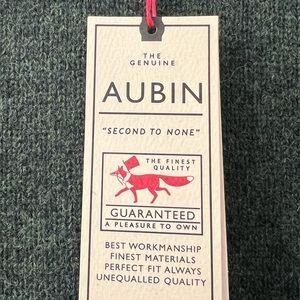 THE
GENUINE
AUBIN
"SECOND TO NONE"
THE FINEST
QUALITY
GUARANTEED
A PLEASURE TO OWN
BEST WORKMANSHIP
FINEST MATERIALS
PERFECT FIT ALWAYS
UNEQUALLED QUALITY